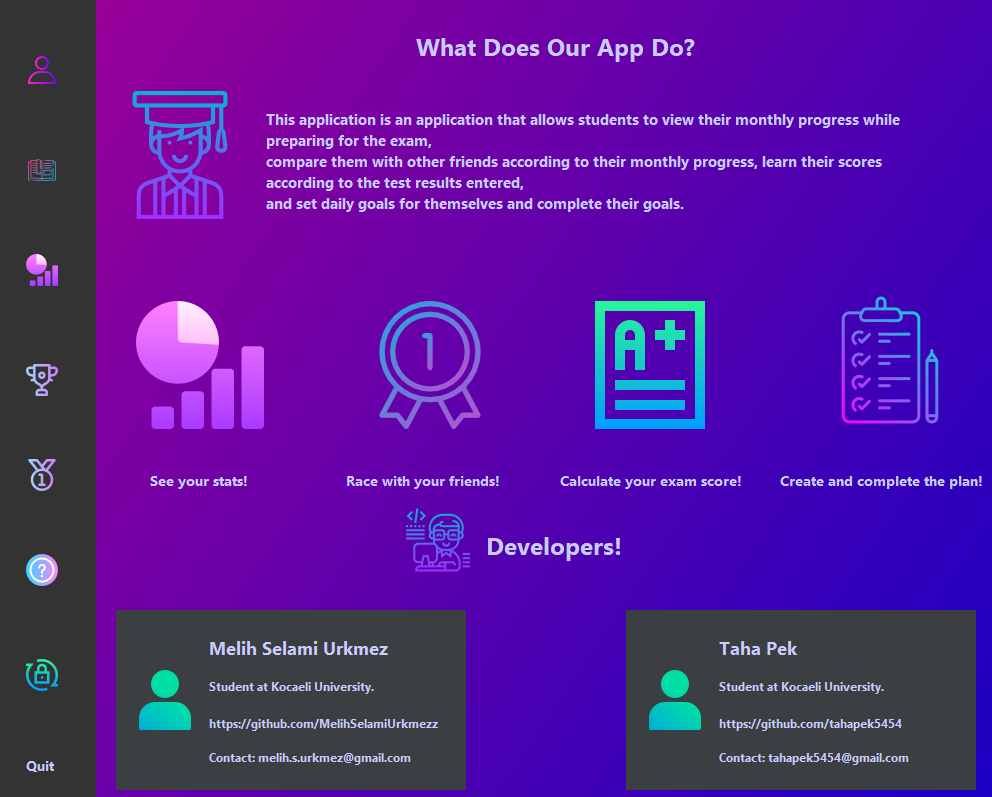 What Does Our App Do?
This application is an application that allows students to view their monthly progress while
preparing for the exam,
compare them with other friends according to their monthly progress, learn their scores
according to the test results entered,
and set daily goals for themselves and complete their goals.
1
A+
See your stats!
Race with your friends!
Calculate your exam score!
Create and complete the plan!
1
</>
Developers!
?
Melih Selami Urkmez
Student at Kocaeli University.
https://github.com/MelihSelamiUrkmezz
Contact: melih.s.urkmez@gmail.com
Taha Pek
Student at Kocaeli University.
https://github.com/tahapek5454
Contact: tahapek5454@gmail.com
Quit